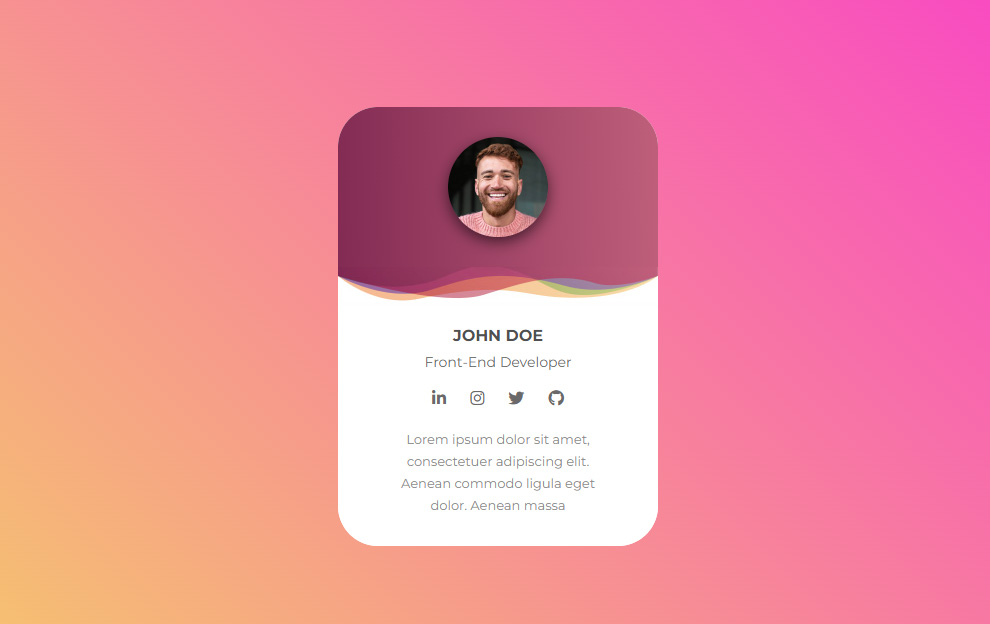 JOHN DOE
Front-End Developer
Lorem ipsum dolor sit amet,
consectetuer adipiscing elit.
Aenean commodo ligula eget
dolor. Aenean massa